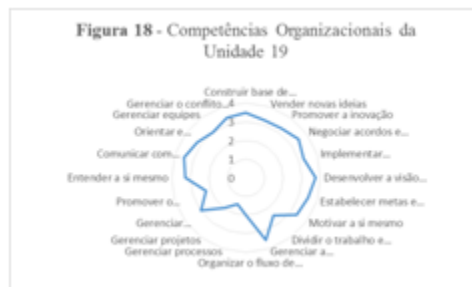 Figura 18 - Competências Organizacionais da
Unidade 19
Construir base de...
Gerenciar o conflito...
Vender novas ideias
Gerenciar equipes
Promover a inovação
Orientar e...
Negociar acordos e...
Comunicar com...
Implementar...
Entender a si mesmo
Desenvolver a visão...
Promover o...
Estabelecer metas e...
Gerenciar...
Motivar a si mesmo
Gerenciar projetos
Dividir o trabalho e...
Gerenciar processos
Gerenciar a...
Organizar o fluxo de...
4
3
2
1
0